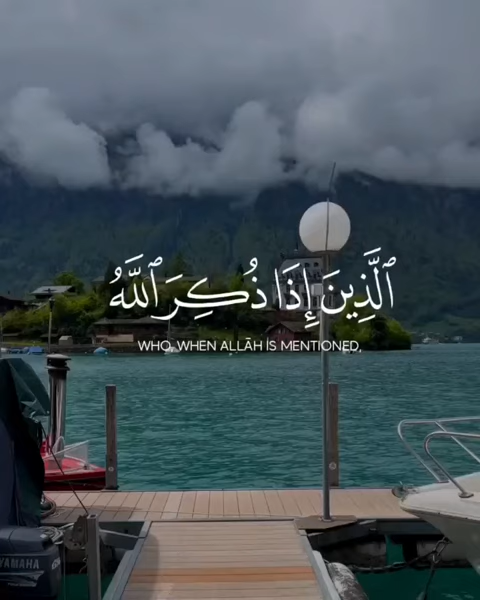 ٱلَّذِينَ إِذَا ذُكِرَ ٱللَّهُ
WHO, WHEN ALLĀH IS MENTIONED,
YAMAHA